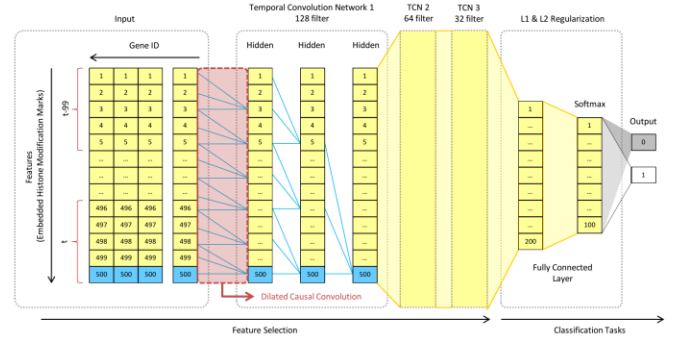 Input
Temporal Convolution Network 1
128 filter
TCN 2
64 filter
TCN 3
32 filter
L1 & L2 Regularization
Gene ID
Hidden Hidden Hidden
Softmax
Output
Features
(Embedded Histone Modification Marks)
t-99
t
1 1 1 1 1 1 1
2 2 2 2 2 2 2
3 3 3 3 3 3 3
4 4 4 4 4 4 4
5 5 5 5 5 5 5
... ... ... ... ... ... ...
... ... ... ... ... ... ...
... ... ... ... ... ... ...
496 496 496 496 ... ... ...
497 497 497 497 ... ... ...
498 498 498 498 ... ... ...
499 499 499 499 ... ... ...
500 500 500 500 500 500 500
1
...
...
...
...
...
...
...
200
1
...
...
...
...
...
100
0
1
Fully Connected
Layer
Dilated Causal Convolution
Feature Selection
Classification Tasks